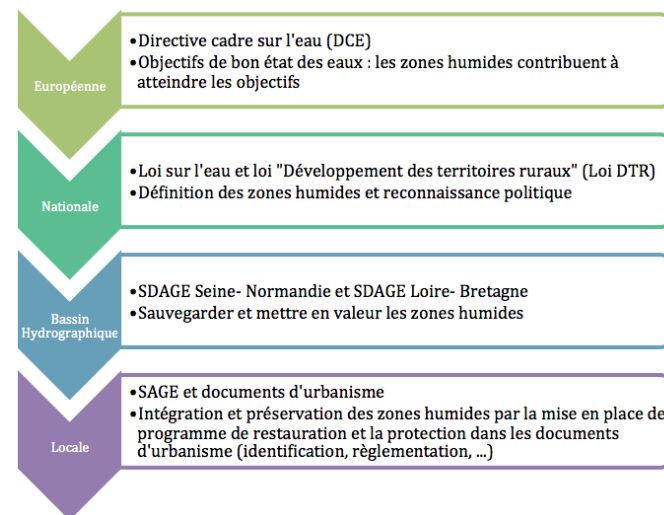 Européenne
•Directive cadre sur l'eau (DCE)
•Objectifs de bon état des eaux : les zones humides contribuent à
atteindre les objectifs
Nationale
•Loi sur l'eau et loi "Développement des territoires ruraux" (Loi DTR)
•Définition des zones humides et reconnaissance politique
Bassin
Hydrographique
•SDAGE Seine- Normandie et SDAGE Loire- Bretagne
•Sauvegarder et mettre en valeur les zones humides
Locale
•SAGE et documents d'urbanisme
•Intégration et préservation des zones humides par la mise en place de
programme de restauration et la protection dans les documents
d'urbanisme (identification, règlementation, ...)